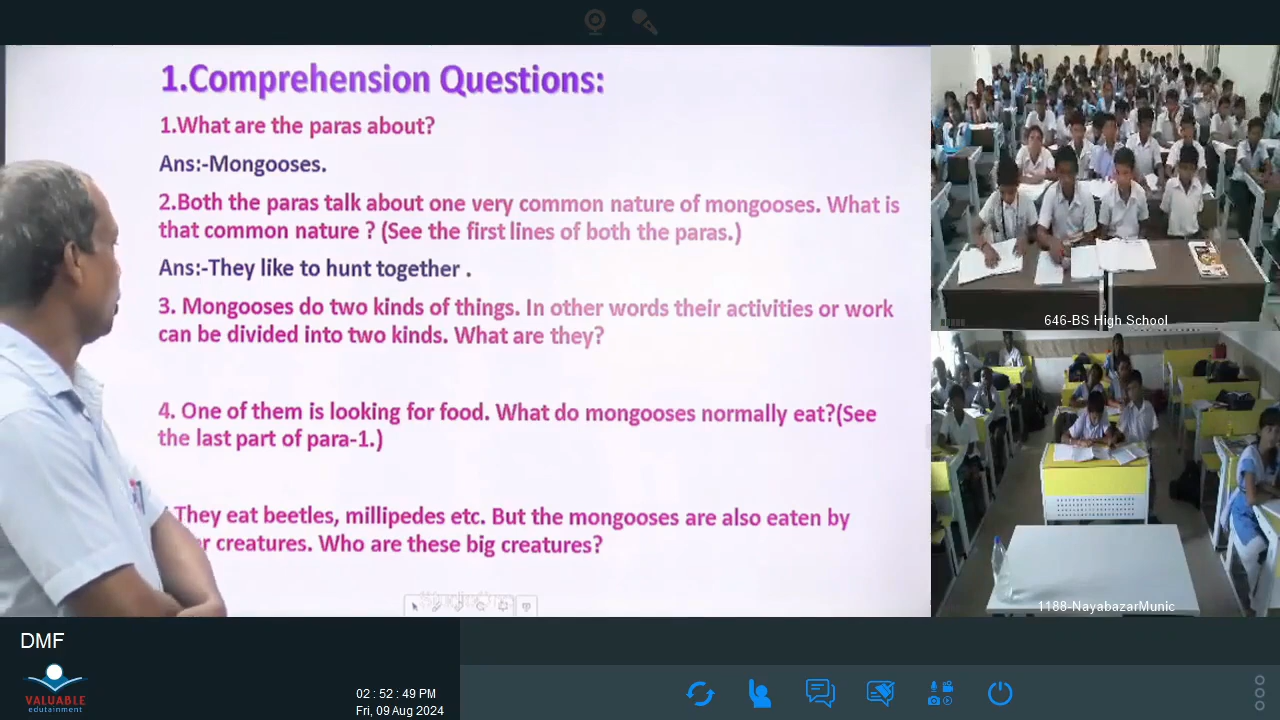 1.Comprehension Questions:
1.What are the paras about?
Ans:-Mongooses.
2.Both the paras talk about one very common nature of mongooses. What is
that common nature ? (See the first lines of both the paras.)
Ans:-They like to hunt together .
3. Mongooses do two kinds of things. In other words their activities or work
can be divided into two kinds. What are they?
4. One of them is looking for food. What do mongooses normally eat?(See
the last part of para-1.)
They eat beetles, millipedes etc. But the mongooses are also eaten by
creatures. Who are these big creatures?
646-BS High School
1188-NayabazarMunic
DMF
VALUABLE
edutainment
02 : 52 : 49 PM
Fri, 09 Aug 2024